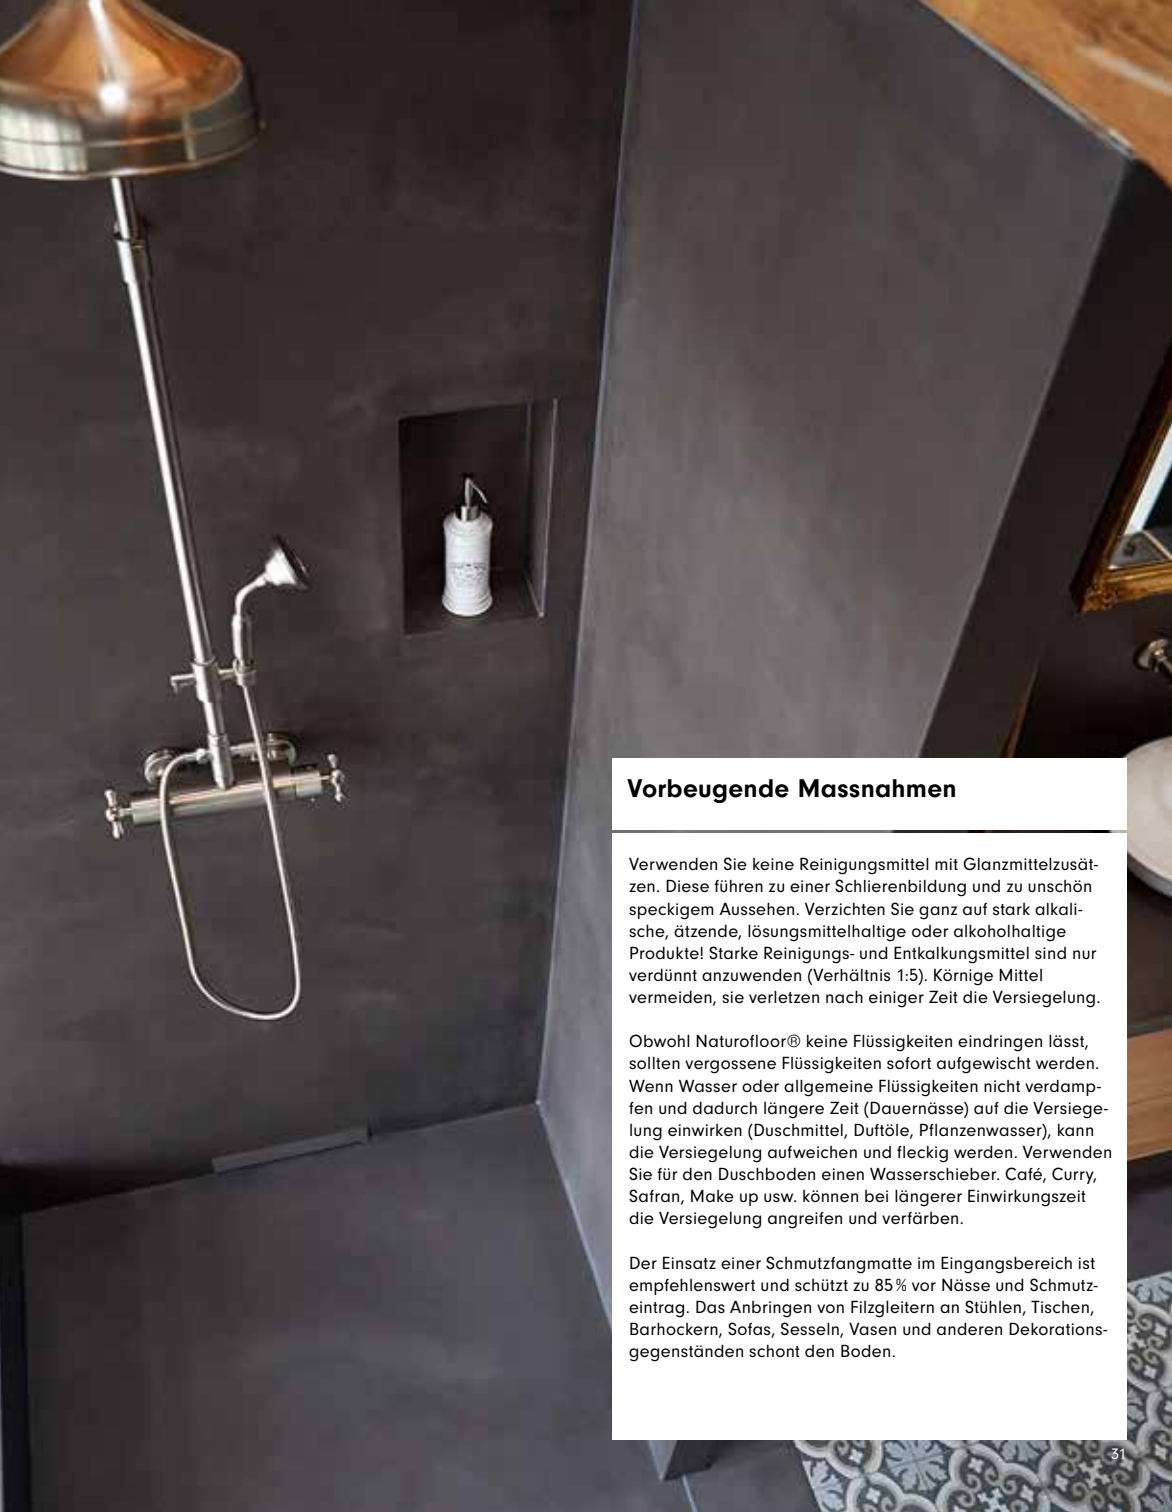 Vorbeugende Massnahmen
Verwenden Sie keine Reinigungsmittel mit Glanzmittelzusät-
zen. Diese führen zu einer Schlierenbildung und zu unschön
speckigem Aussehen. Verzichten Sie ganz auf stark alkali-
sche, ätzende, lösungsmittelhaltige oder alkoholhaltige
Produkte! Starke Reinigungs- und Entkalkungsmittel sind nur
verdünnt anzuwenden (Verhältnis 1:5). Körnige Mittel
vermeiden, sie verletzen nach einiger Zeit die Versiegelung.
Obwohl Naturofloor® keine Flüssigkeiten eindringen lässt,
sollten vergossene Flüssigkeiten sofort aufgewischt werden.
Wenn Wasser oder allgemeine Flüssigkeiten nicht verdamp-
fen und dadurch längere Zeit (Dauernässe) auf die Versiege-
lung einwirken (Duschmittel, Duftöle, Pflanzenwasser), kann
die Versiegelung aufweichen und fleckig werden. Verwenden
Sie für den Duschboden einen Wasserschieber. Café, Curry,
Safran, Make up usw. können bei längerer Einwirkungszeit
die Versiegelung angreifen und verfärben.
Der Einsatz einer Schmutzfangmatte im Eingangsbereich ist
empfehlenswert und schützt zu 85 % vor Nässe und Schmutz-
eintrag. Das Anbringen von Filzgleitern an Stühlen, Tischen,
Barhockern, Sofas, Sesseln, Vasen und anderen Dekorations-
gegenständen schont den Boden.
31